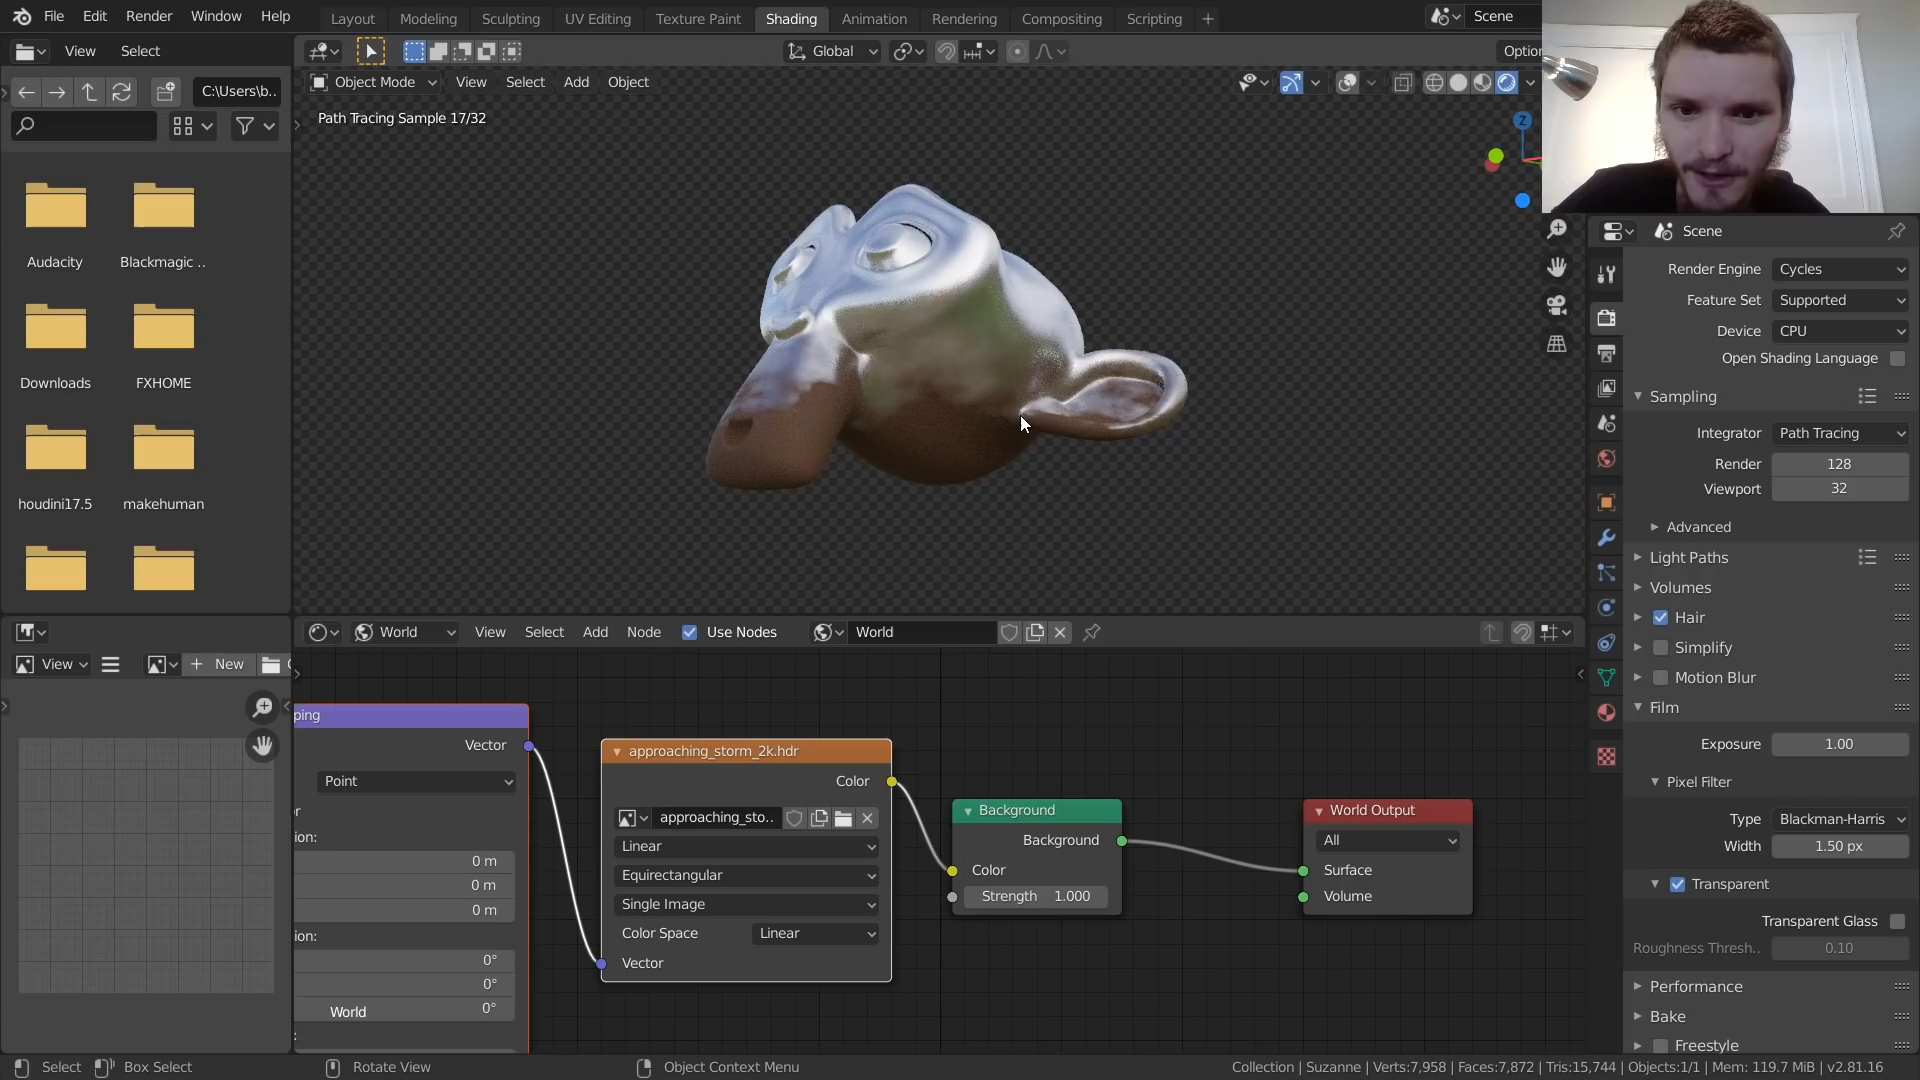 File Edit Render Window Help
Layout Modeling Sculpting UV Editing Texture Paint Shading Animation Rendering Compositing Scripting +
Scene
View Select
Global
Optior
C:\Users\b..
Object Mode View Select Add Object
Path Tracing Sample 17/32
Z
Audacity
Blackmagic ..
Downloads
FXHOME
houdini17.5
makehuman
Scene
Render Engine Cycles
Feature Set Supported
Device CPU
Open Shading Language
Sampling
Integrator Path Tracing
Render 128
Viewport 32
Advanced
Light Paths
Volumes
Hair
Simplify
Motion Blur
Film
Exposure 1.00
Pixel Filter
Type Blackman-Harris
Width 1.50 px
Transparent
Transparent Glass
Roughness Thresh.. 0.10
Performance
Bake
Freestyle
World View Select Add Node Use Nodes World
View + New
ping
Vector
Point
r
ion:
0 m
0 m
0 m
ion:
0°
0°
0°
World
:
approaching_storm_2k.hdr
Color
approaching_sto..
Linear
Equirectangular
Single Image
Color Space Linear
Vector
Background
Background
Color
Strength 1.000
World Output
All
Surface
Volume
Select Box Select Rotate View Object Context Menu
Collection | Suzanne | Verts:7,958 | Faces:7,872 | Tris:15,744 | Objects:1/1 | Mem: 119.7 MiB | v2.81.16